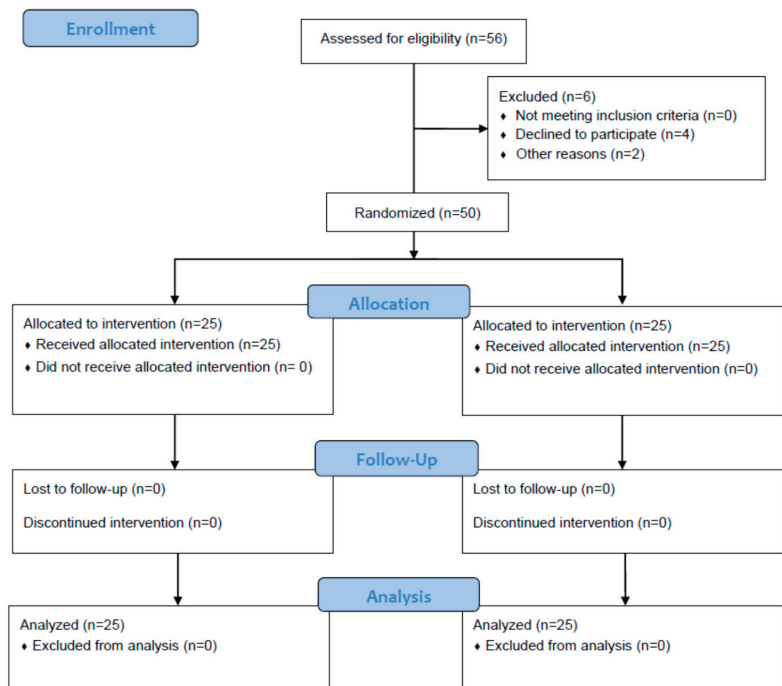 Enrollment
Assessed for eligibility (n=56)
Excluded (n=6)
♦ Not meeting inclusion criteria (n=0)
♦ Declined to participate (n=4)
♦ Other reasons (n=2)
Randomized (n=50)
Allocation
Allocated to intervention (n=25)
♦ Received allocated intervention (n=25)
♦ Did not receive allocated intervention (n= 0)
Allocated to intervention (n=25)
♦ Received allocated intervention (n=25)
♦ Did not receive allocated intervention (n=0)
Follow-Up
Lost to follow-up (n=0)
Discontinued intervention (n=0)
Lost to follow-up (n=0)
Discontinued intervention (n=0)
Analysis
Analyzed (n=25)
♦ Excluded from analysis (n=0)
Analyzed (n=25)
♦ Excluded from analysis (n=0)